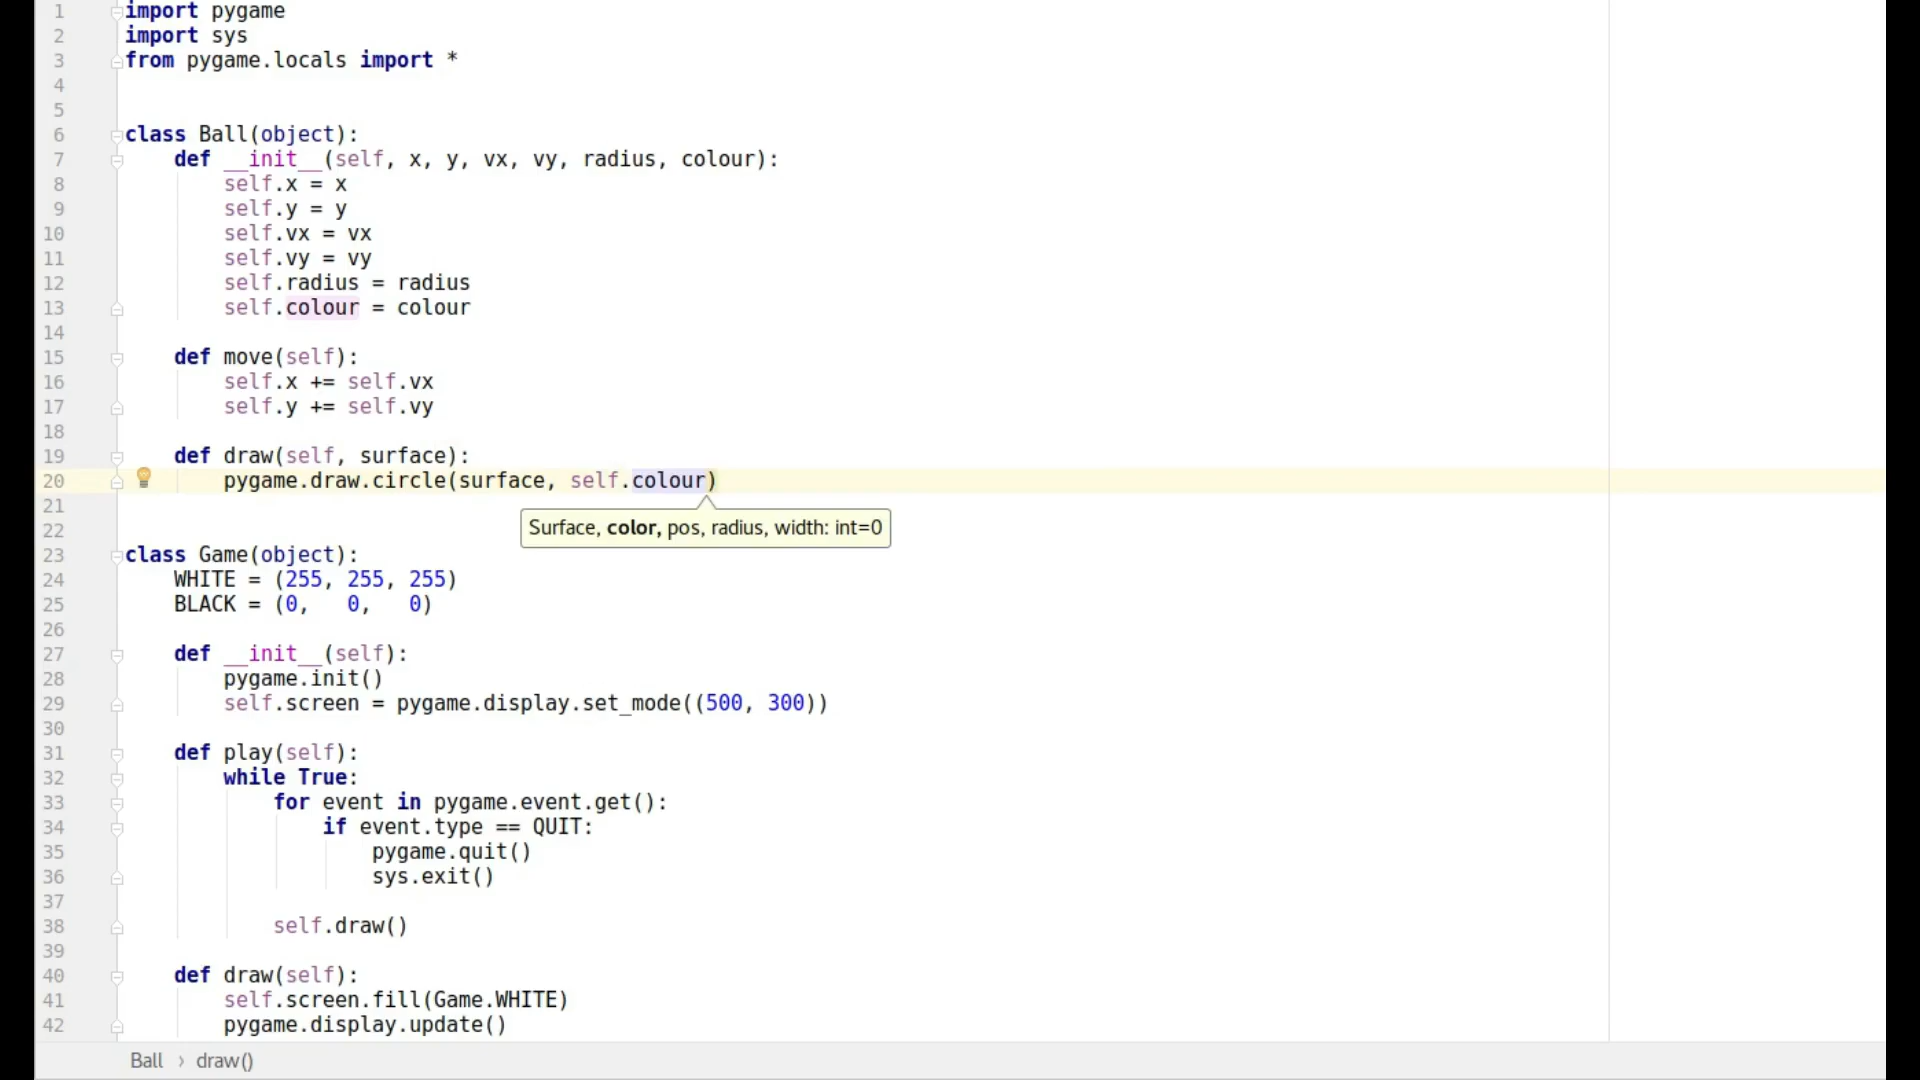 1 import pygame
2 import sys
3 from pygame.locals import *
4
5
6 class Ball(object):
7     def __init__(self, x, y, vx, vy, radius, colour):
8         self.x = x
9         self.y = y
10         self.vx = vx
11         self.vy = vy
12         self.radius = radius
13         self.colour = colour
14
15     def move(self):
16         self.x += self.vx
17         self.y += self.vy
18
19     def draw(self, surface):
20         pygame.draw.circle(surface, self.colour)
21
Surface, color, pos, radius, width: int=0
22
23 class Game(object):
24     WHITE = (255, 255, 255)
25     BLACK = (0,   0,   0)
26
27     def __init__(self):
28         pygame.init()
29         self.screen = pygame.display.set_mode((500, 300))
30
31     def play(self):
32         while True:
33             for event in pygame.event.get():
34                 if event.type == QUIT:
35                     pygame.quit()
36                     sys.exit()
37
38             self.draw()
39
40     def draw(self):
41         self.screen.fill(Game.WHITE)
42         pygame.display.update()
Ball › draw()